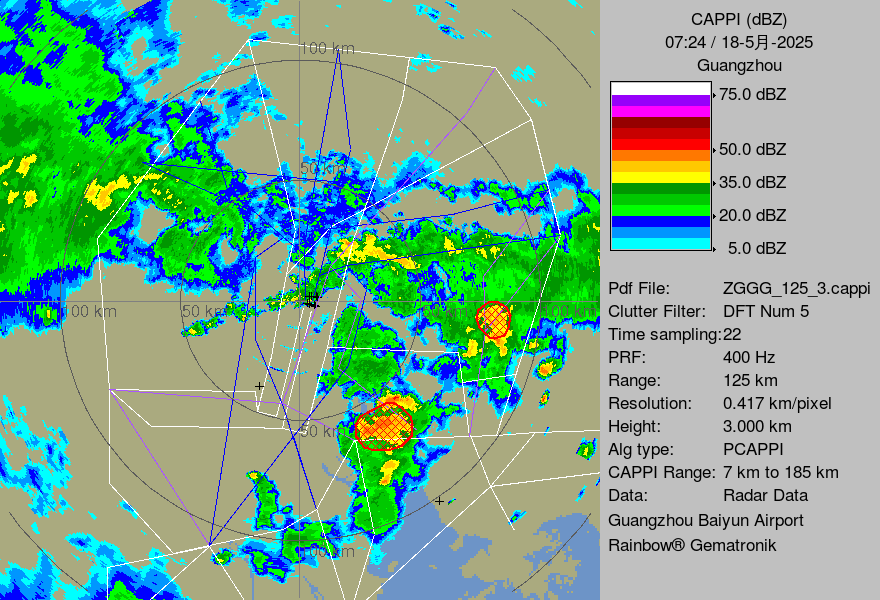 CAPPI (dBZ)
07:24 / 18-5月-2025
Guangzhou
75.0 dBZ
50.0 dBZ
35.0 dBZ
20.0 dBZ
5.0 dBZ
Pdf File: ZGGG_125_3.cappi
Clutter Filter: DFT Num 5
Time sampling:22
PRF: 400 Hz
Range: 125 km
Resolution: 0.417 km/pixel
Height: 3.000 km
Alg type: PCAPPI
CAPPI Range: 7 km to 185 km
Data: Radar Data
Guangzhou Baiyun Airport
Rainbow® Gematronik
100 km
50 km
100 km
50 km
50 km
100 km
50 km
100 km